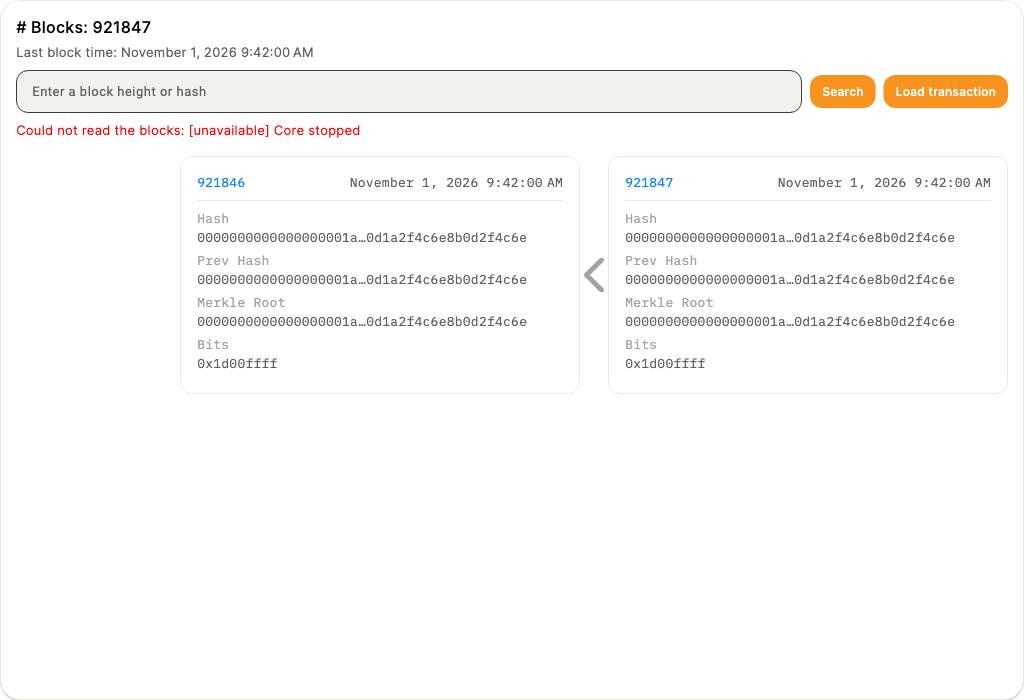 # Blocks: 921847
Last block time: November 1, 2026 9:42:00 AM
Enter a block height or hash
Search
Load transaction
Could not read the blocks: [unavailable] Core stopped
921846 November 1, 2026 9:42:00 AM
Hash
0000000000000000001a…0d1a2f4c6e8b0d2f4c6e
Prev Hash
0000000000000000001a…0d1a2f4c6e8b0d2f4c6e
Merkle Root
0000000000000000001a…0d1a2f4c6e8b0d2f4c6e
Bits
0x1d00ffff
921847 November 1, 2026 9:42:00 AM
Hash
0000000000000000001a…0d1a2f4c6e8b0d2f4c6e
Prev Hash
0000000000000000001a…0d1a2f4c6e8b0d2f4c6e
Merkle Root
0000000000000000001a…0d1a2f4c6e8b0d2f4c6e
Bits
0x1d00ffff